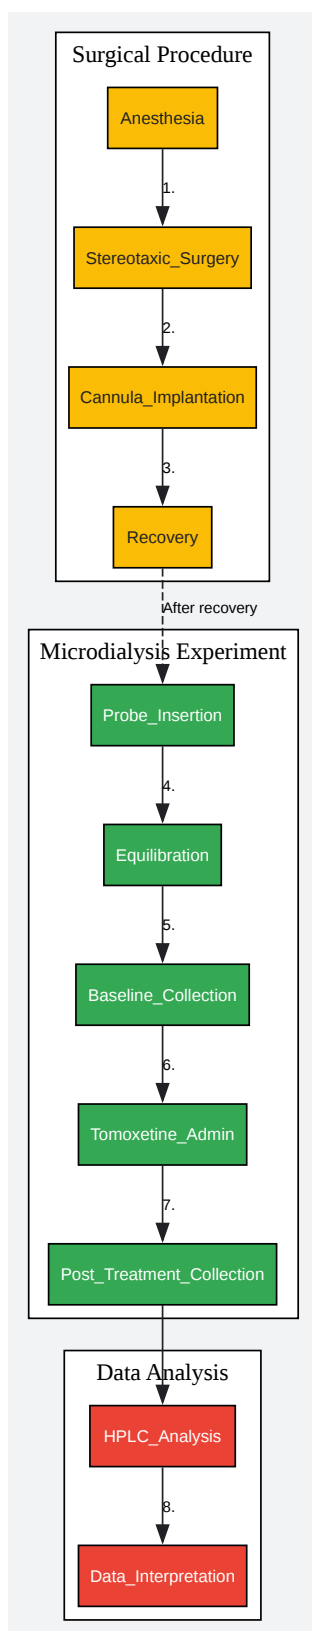 Surgical Procedure
Anesthesia
1.
Stereotaxic_Surgery
2.
Cannula_Implantation
3.
Recovery
After recovery
Microdialysis Experiment
Probe_Insertion
4.
Equilibration
5.
Baseline_Collection
6.
Tomoxetine_Admin
7.
Post_Treatment_Collection
Data Analysis
HPLC_Analysis
8.
Data_Interpretation